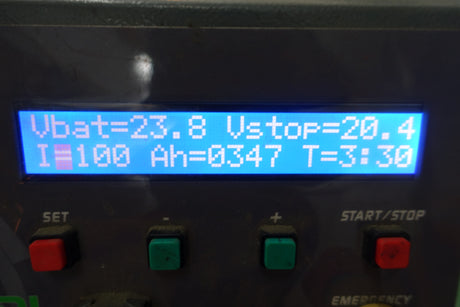 Vbat=23.8 Vstop=20.4
I=100 Ah=0347 T=3:30
SET - + START/STOP
EMERGENCY